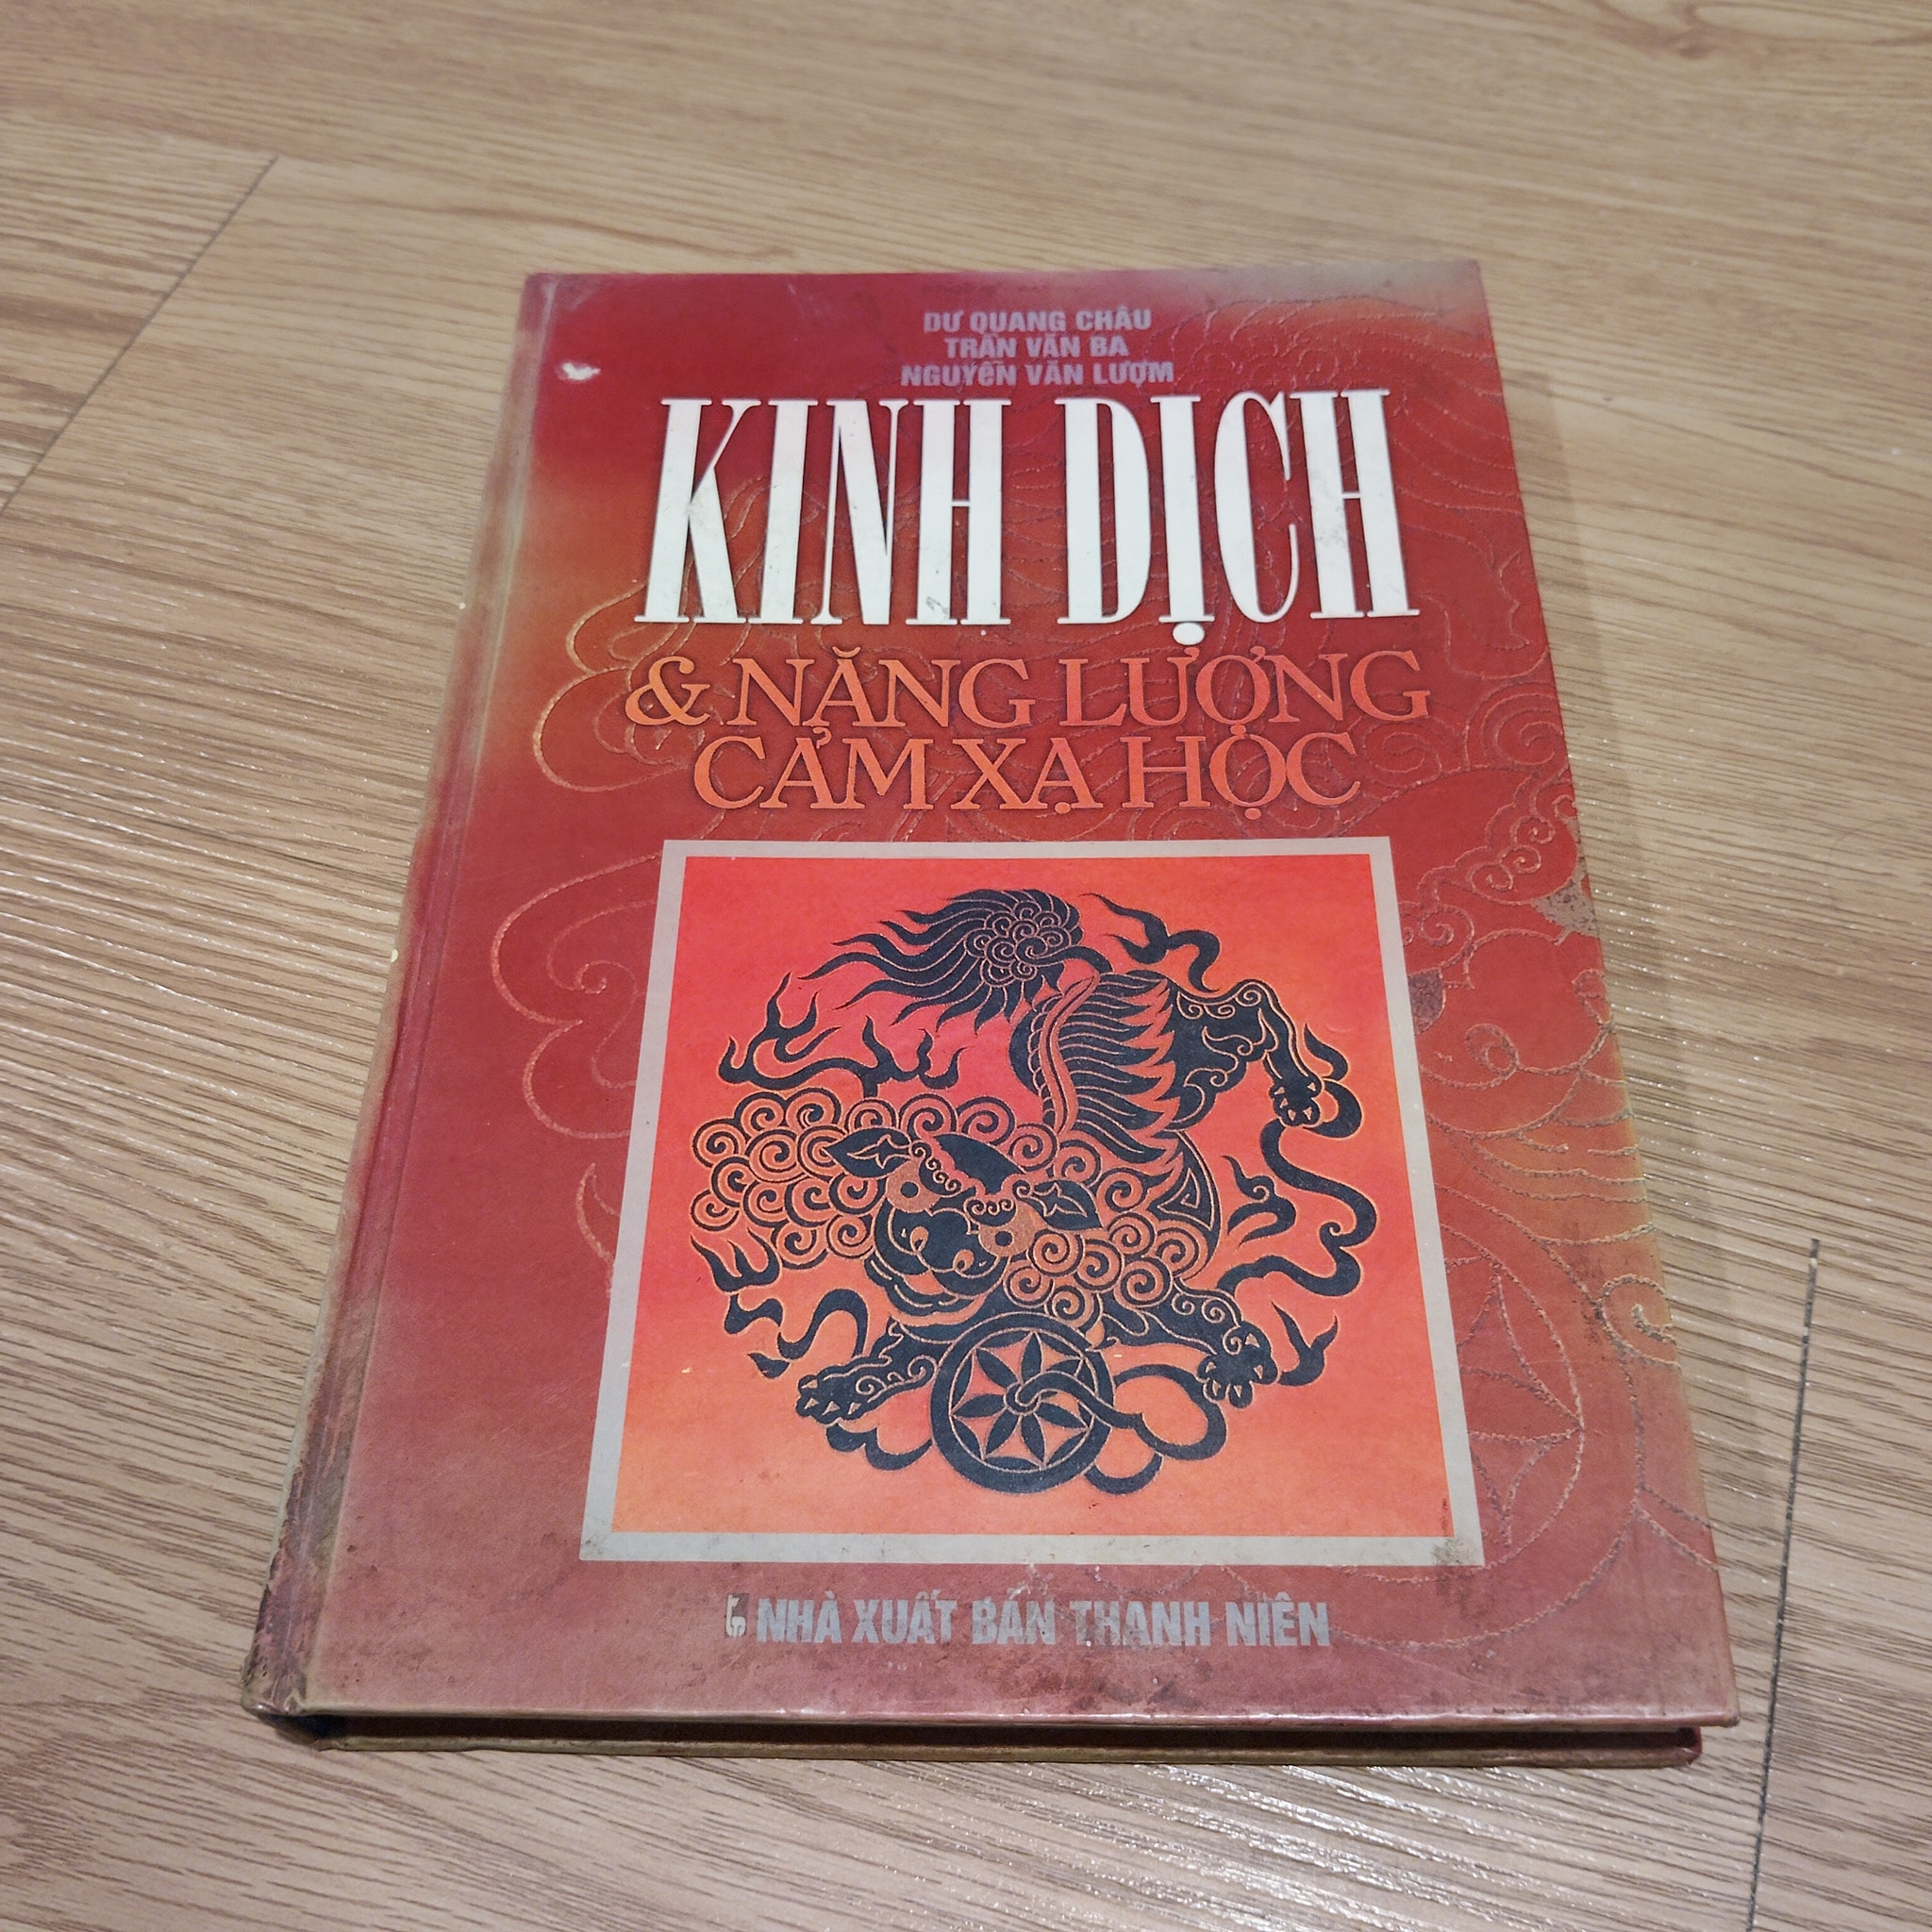 DƯ QUANG CHÂU
TRẦN VĂN BA
NGUYễN VĂN LƯỢM
KINH DỊCH
& NĂNG LƯỢNG
CẢM XẠ HỌC
NHÀ XUẤT BẢN THANH NIÊN